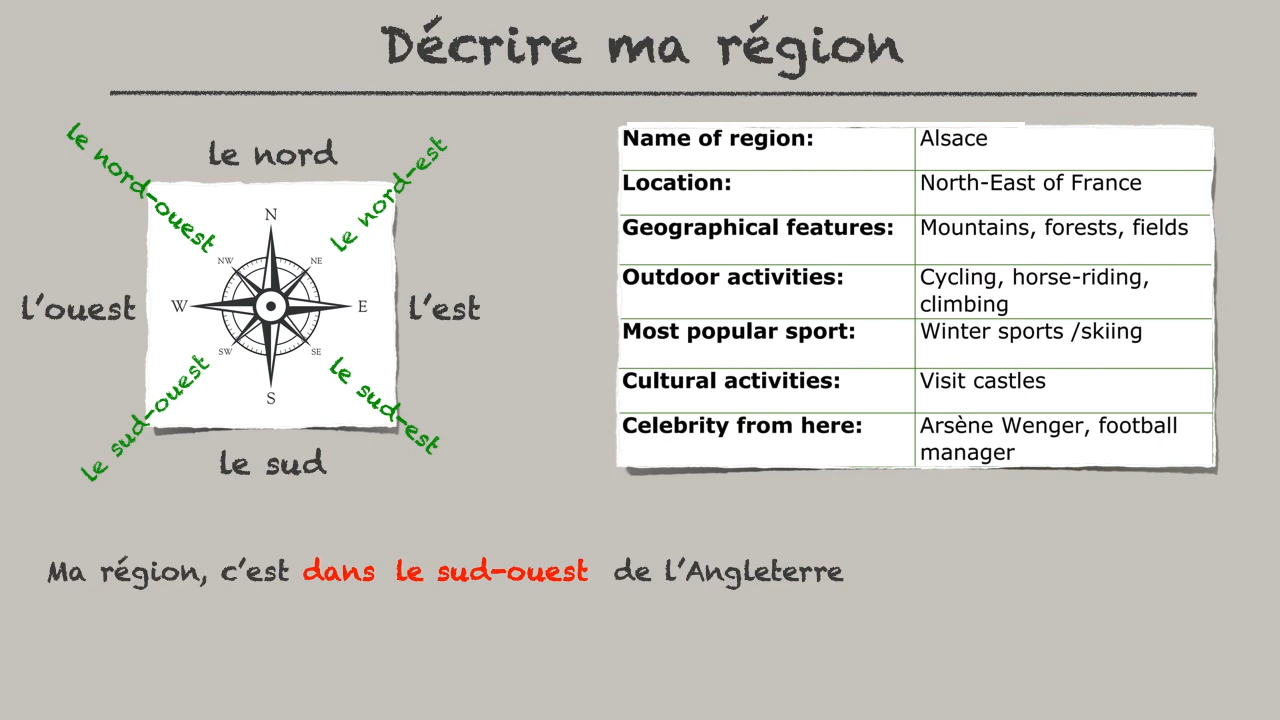 Décrire ma région
le nord-ouest
le nord
le nord-est
N
NW
NE
l'ouest
W
E
l'est
SW
SE
S
le sud-ouest
le sud-est
le sud
Name of region: Alsace
Location: North-East of France
Geographical features: Mountains, forests, fields
Outdoor activities: Cycling, horse-riding,
climbing
Most popular sport: Winter sports /skiing
Cultural activities: Visit castles
Celebrity from here: Arsène Wenger, football
manager
Ma région, c'est dans le sud-ouest de l'Angleterre